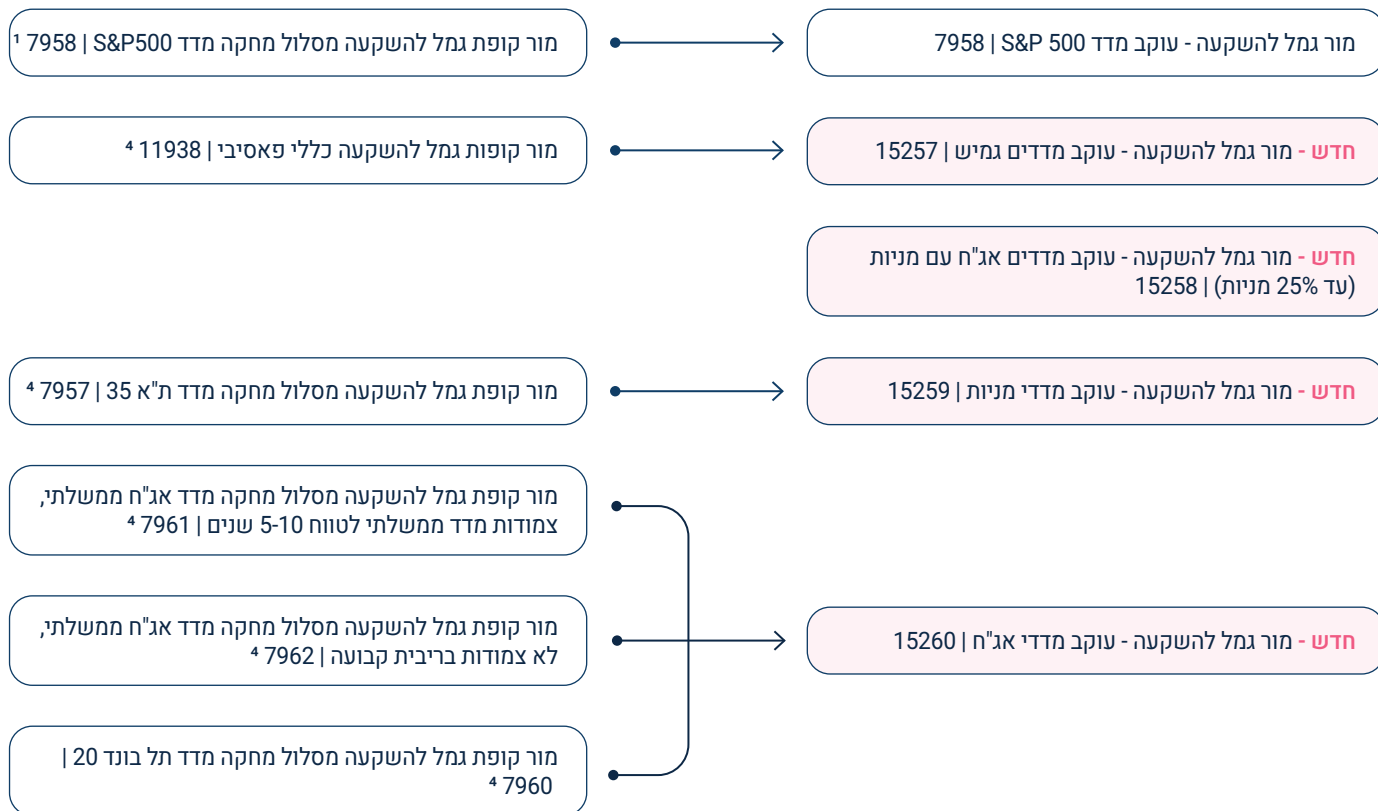 מור קופת גמל להשקעה מסלול מחקה מדד S&P500 | 7958 ¹
מור גמל להשקעה - עוקב מדד S&P 500 | 7958
מור קופות גמל להשקעה כללי פאסיבי | 11938 ⁴
חדש - מור גמל להשקעה - עוקב מדדים גמיש | 15257
חדש - מור גמל להשקעה - עוקב מדדים אג"ח עם מניות
(עד 25% מניות) | 15258
מור קופת גמל להשקעה מסלול מחקה מדד ת"א 35 | 7957 ⁴
חדש - מור גמל להשקעה - עוקב מדדי מניות | 15259
מור קופת גמל להשקעה מסלול מחקה מדד אג"ח ממשלתי,
צמודות מדד ממשלתי לטווח 5-10 שנים | 7961 ⁴
מור קופת גמל להשקעה מסלול מחקה מדד אג"ח ממשלתי,
לא צמודות בריבית קבועה | 7962 ⁴
חדש - מור גמל להשקעה - עוקב מדדי אג"ח | 15260
מור קופת גמל להשקעה מסלול מחקה מדד תל בונד 20 |
7960 ⁴